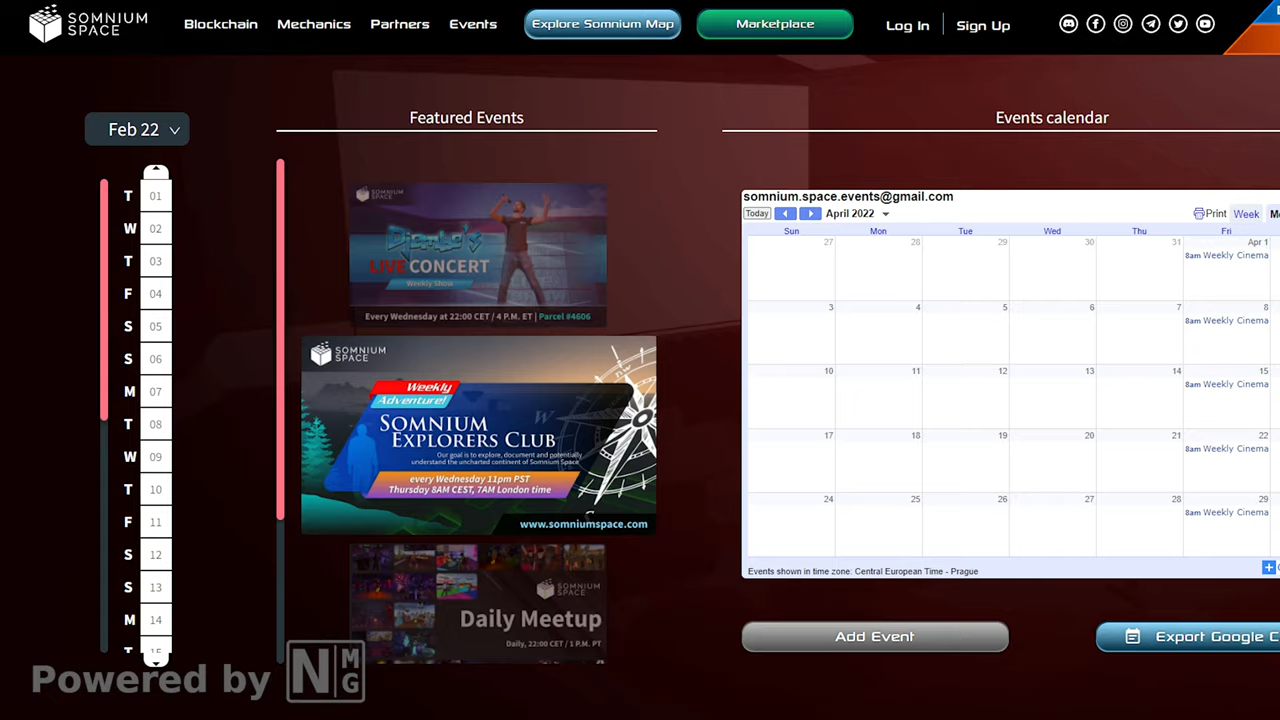 SOMNIUM
SPACE
Blockchain
Mechanics
Partners
Events
Explore Somnium Map
Marketplace
Log In
Sign Up
Feb 22
T 01
W 02
T 03
F 04
S 05
S 06
M 07
T 08
W 09
T 10
F 11
S 12
S 13
M 14
T 15
Featured Events
SOMNIUM
SPACE
Djambo's
LIVE CONCERT
Weekly Show
Every Wednesday at 22:00 CET / 4 P.M. ET | Parcel #4606
SOMNIUM
SPACE
Weekly
Adventure!
SOMNIUM
EXPLORERS CLUB
Our goal is to explore, document and potentially
understand the uncharted continent of Somnium Space
every Wednesday 11pm PST
Thursday 8AM CEST, 7AM London time
www.somniumspace.com
SOMNIUM
SPACE
Daily Meetup
Daily, 22:00 CET / 1 P.M. PT
Events calendar
somnium.space.events@gmail.com
Today
April 2022
Print
Week
Sun Mon Tue Wed Thu Fri
27 28 29 30 31 Apr 1
8am Weekly Cinema
3 4 5 6 7 8
8am Weekly Cinema
10 11 12 13 14 15
8am Weekly Cinema
17 18 19 20 21 22
8am Weekly Cinema
24 25 26 27 28 29
8am Weekly Cinema
Events shown in time zone: Central European Time - Prague
Add Event
Export Google C
Powered by NMG